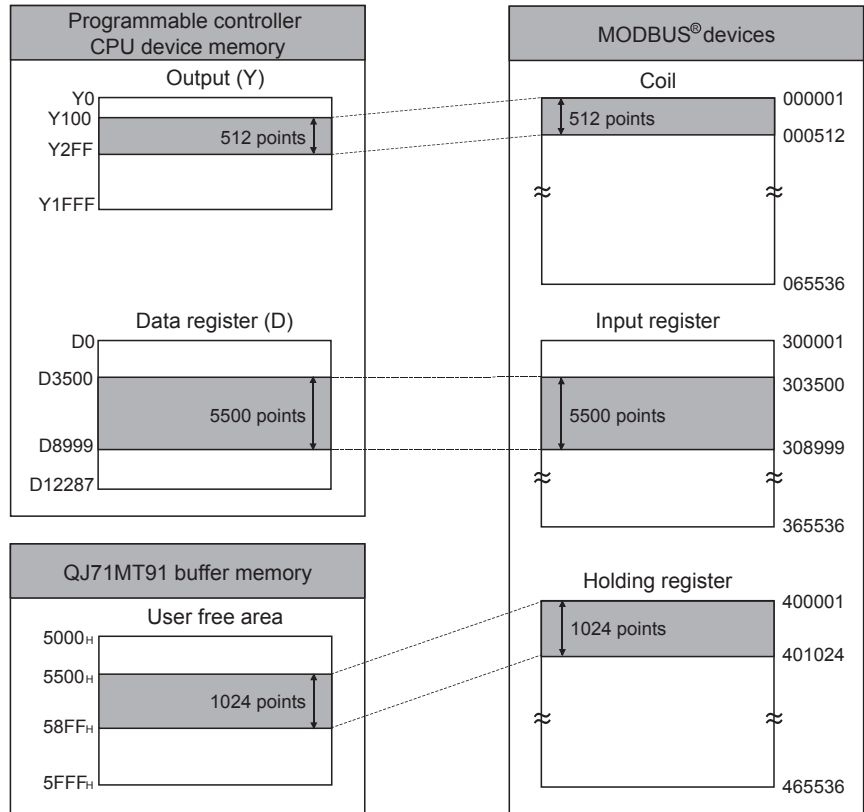 Programmable controller
CPU device memory
Output (Y)
Y0
Y100
512 points
Y2FF
Y1FFF
Data register (D)
D0
D3500
5500 points
D8999
D12287
QJ71MT91 buffer memory
User free area
5000H
5500H
1024 points
58FFH
5FFFH
MODBUS® devices
Coil
000001
512 points
000512
≈ ≈
065536
Input register
300001
303500
5500 points
308999
≈ ≈
365536
Holding register
400001
1024 points
401024
≈ ≈
465536